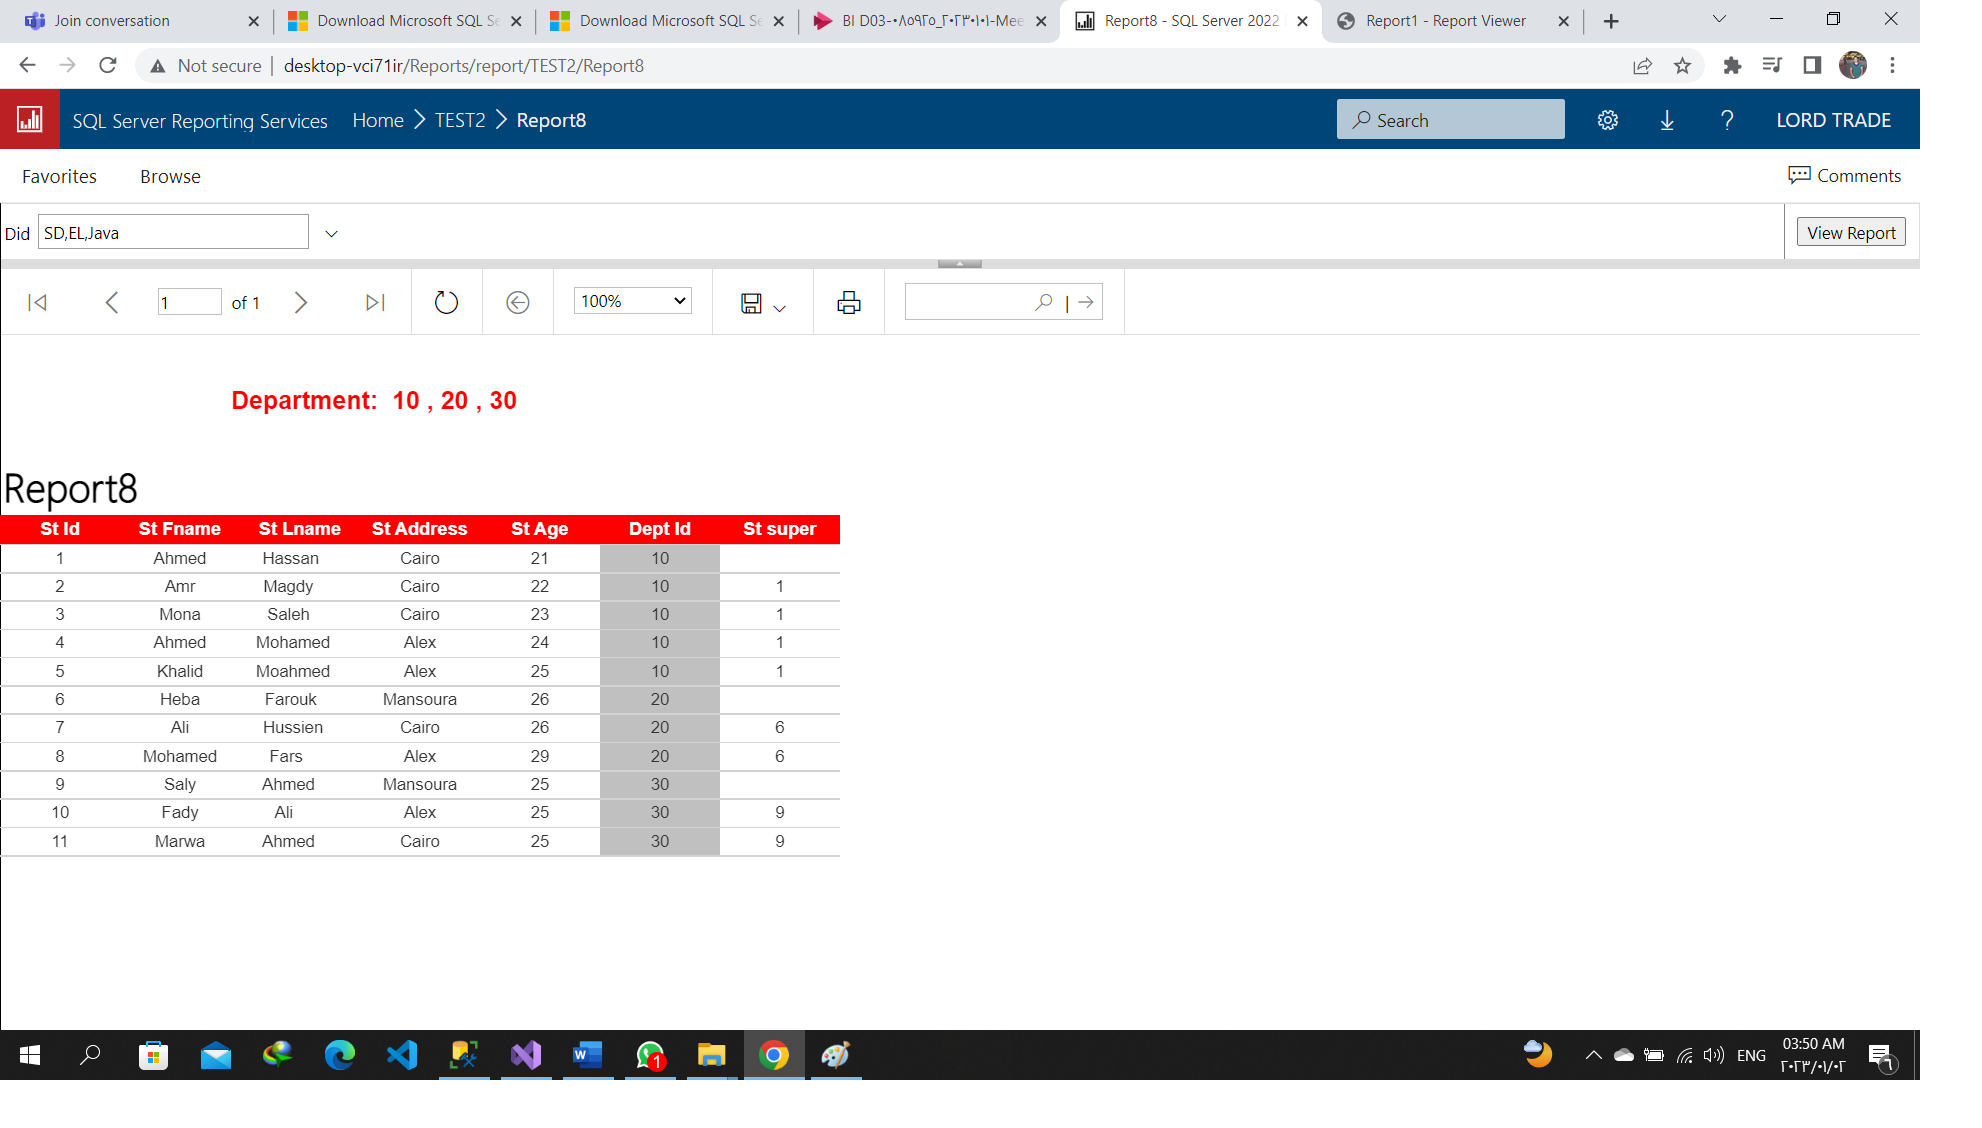 Join conversation
Download Microsoft SQL Se
Download Microsoft SQL Se
BI D03-٠٨٥٩٢٥_٢٠٢٣٠١٠١-Mee
Report8 - SQL Server 2022
Report1 - Report Viewer
Not secure | desktop-vci71ir/Reports/report/TEST2/Report8
SQL Server Reporting Services Home > TEST2 > Report8 Search ? LORD TRADE
Favorites Browse Comments
Did SD,EL,Java View Report
1 of 1 100%
Department: 10 , 20 , 30
Report8
St Id St Fname St Lname St Address St Age Dept Id St super
1 Ahmed Hassan Cairo 21 10
2 Amr Magdy Cairo 22 10 1
3 Mona Saleh Cairo 23 10 1
4 Ahmed Mohamed Alex 24 10 1
5 Khalid Moahmed Alex 25 10 1
6 Heba Farouk Mansoura 26 20
7 Ali Hussien Cairo 26 20 6
8 Mohamed Fars Alex 29 20 6
9 Saly Ahmed Mansoura 25 30
10 Fady Ali Alex 25 30 9
11 Marwa Ahmed Cairo 25 30 9
1 ENG 03:50 AM
٢٠٢٣/٠١/٠٢ ٦